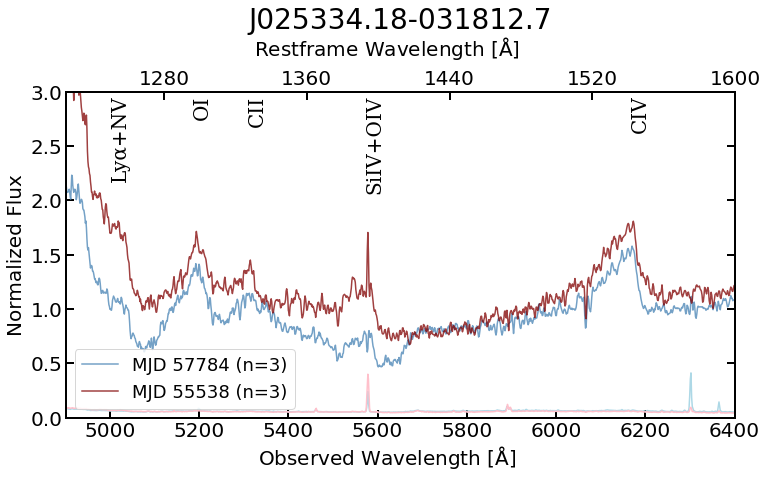 J025334.18-031812.7
Restframe Wavelength [Å]
1280 1360 1440 1520 1600
Lyα+NV
OI
CII
SiIV+OIV
CIV
3.0
2.5
2.0
1.5
1.0
0.5
0.0
Normalized Flux
MJD 57784 (n=3)
MJD 55538 (n=3)
5000 5200 5400 5600 5800 6000 6200 6400
Observed Wavelength [Å]